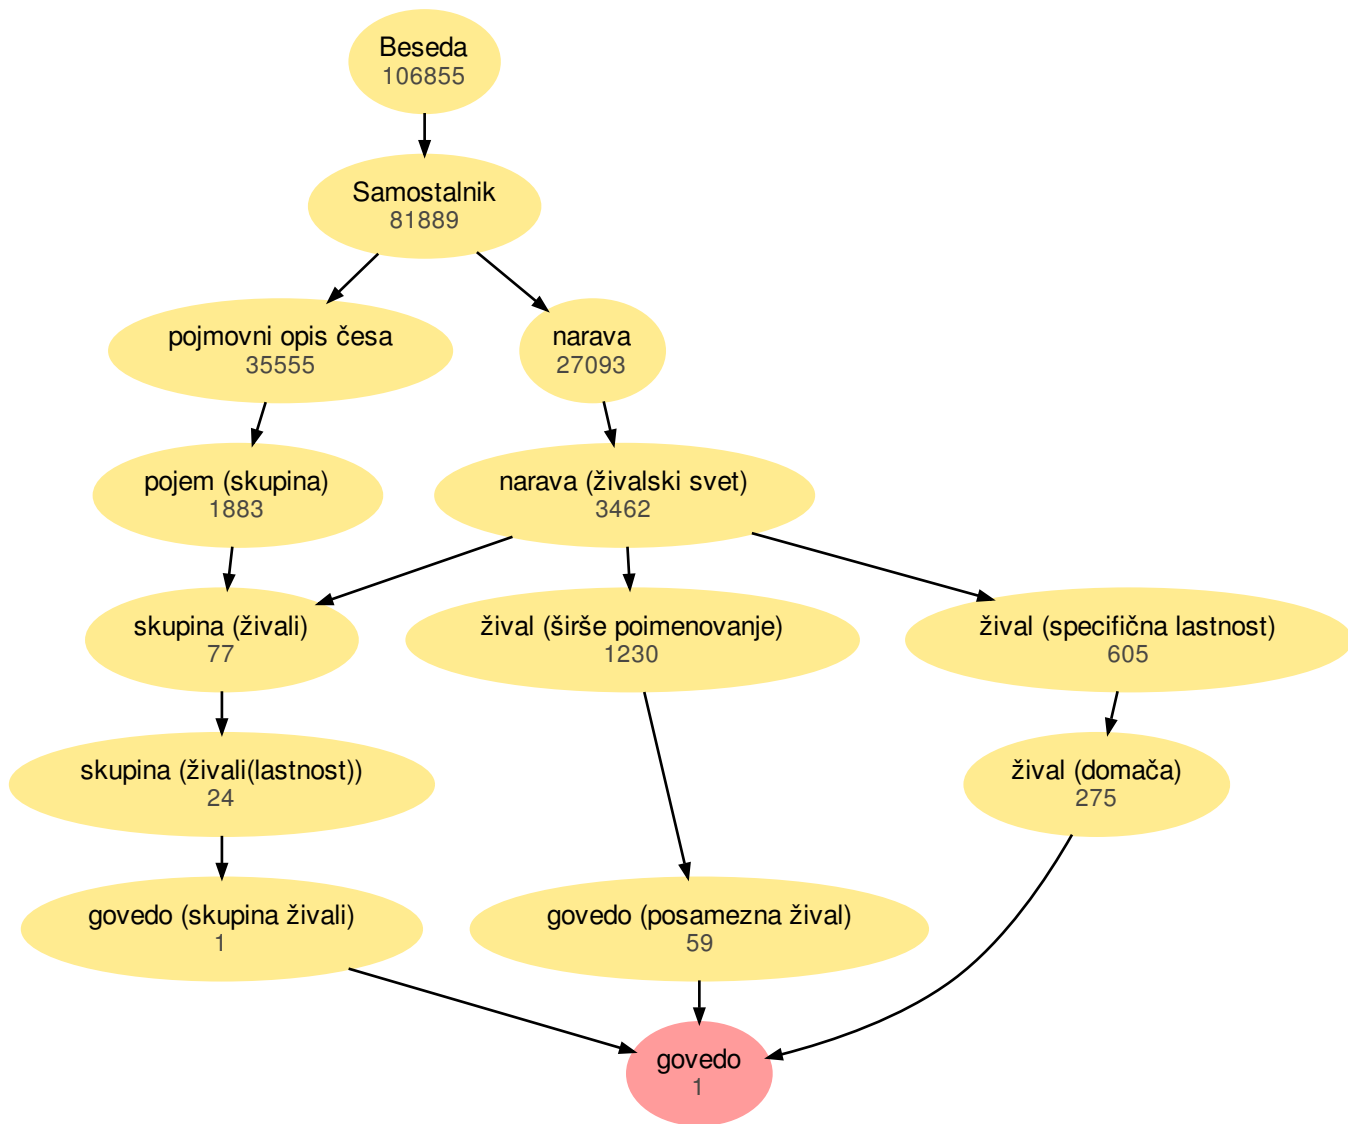 Beseda
106855
Samostalnik
81889
pojmovni opis česa
35555
narava
27093
pojem (skupina)
1883
narava (živalski svet)
3462
skupina (živali)
77
žival (širše poimenovanje)
1230
žival (specifična lastnost)
605
skupina (živali(lastnost))
24
žival (domača)
275
govedo (skupina živali)
1
govedo (posamezna žival)
59
govedo
1